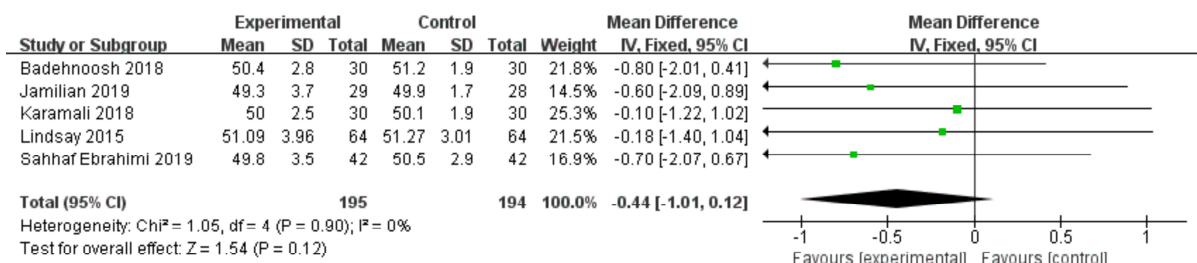 Experimental Control Mean Difference Mean Difference
Study or Subgroup Mean SD Total Mean SD Total Weight IV, Fixed, 95% CI IV, Fixed, 95% CI
Badehnoosh 2018 50.4 2.8 30 51.2 1.9 30 21.8% -0.80 [-2.01, 0.41]
Jamilian 2019 49.3 3.7 29 49.9 1.7 28 14.5% -0.60 [-2.09, 0.89]
Karamali 2018 50 2.5 30 50.1 1.9 30 25.3% -0.10 [-1.22, 1.02]
Lindsay 2015 51.09 3.96 64 51.27 3.01 64 21.5% -0.18 [-1.40, 1.04]
Sahhaf Ebrahimi 2019 49.8 3.5 42 50.5 2.9 42 16.9% -0.70 [-2.07, 0.67]
Total (95% CI) 195 194 100.0% -0.44 [-1.01, 0.12]
Heterogeneity: Chi² = 1.05, df = 4 (P = 0.90); I² = 0%
Test for overall effect: Z = 1.54 (P = 0.12)
-1 -0.5 0 0.5 1
Favours [experimental] Favours [control]